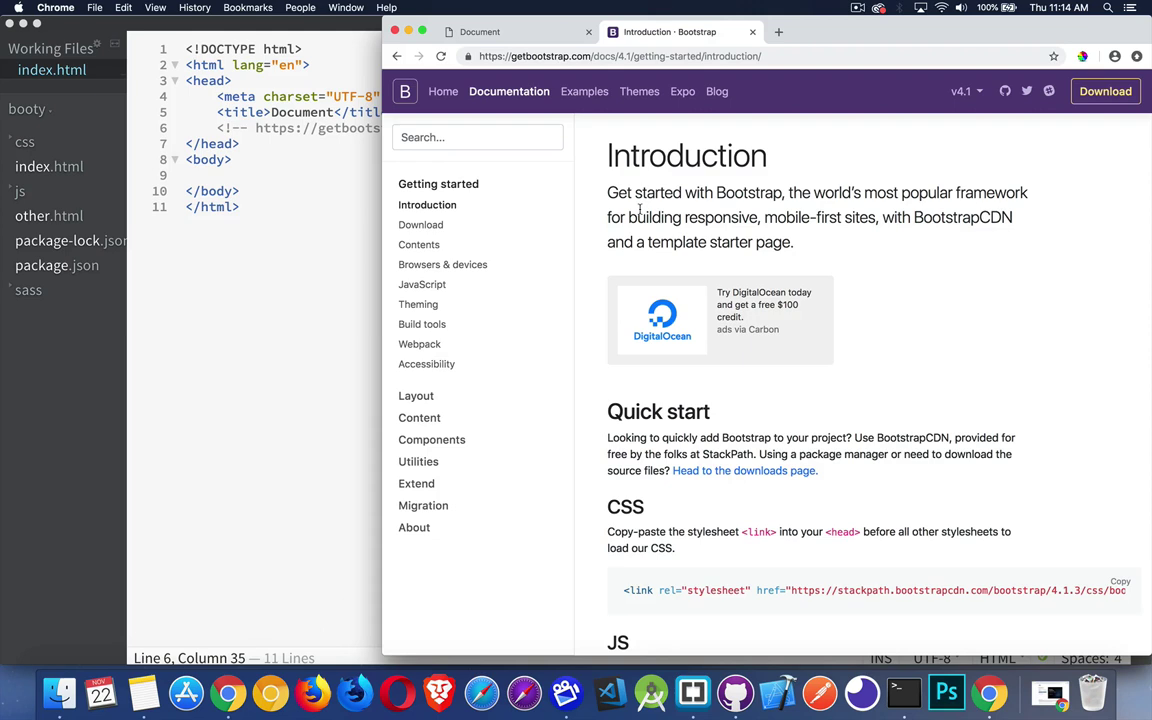 Chrome File Edit View History Bookmarks People Window Help 100% Thu 11:14 AM
Working Files
index.html
booty
css
index.html
js
other.html
package-lock.jsor
package.json
sass
1 <!DOCTYPE html>
2 <html lang="en">
3 <head>
4 <meta charset="UTF-8"
5 <title>Document</titl
6 <!-- https://getboots
7 </head>
8 <body>
9
10 </body>
11 </html>
Line 6, Column 35 — 11 Lines
INS UTF-8 HTML Spaces: 4
Document
Introduction · Bootstrap
https://getbootstrap.com/docs/4.1/getting-started/introduction/
B Home Documentation Examples Themes Expo Blog v4.1 Download
Search...
Getting started
Introduction
Download
Contents
Browsers & devices
JavaScript
Theming
Build tools
Webpack
Accessibility
Layout
Content
Components
Utilities
Extend
Migration
About
Introduction
Get started with Bootstrap, the world's most popular framework
for building responsive, mobile-first sites, with BootstrapCDN
and a template starter page.
DigitalOcean
Try DigitalOcean today
and get a free $100
credit.
ads via Carbon
Quick start
Looking to quickly add Bootstrap to your project? Use BootstrapCDN, provided for
free by the folks at StackPath. Using a package manager or need to download the
source files? Head to the downloads page.
CSS
Copy-paste the stylesheet <link> into your <head> before all other stylesheets to
load our CSS.
Copy
<link rel="stylesheet" href="https://stackpath.bootstrapcdn.com/bootstrap/4.1.3/css/boo
JS
NOV
22
Ps